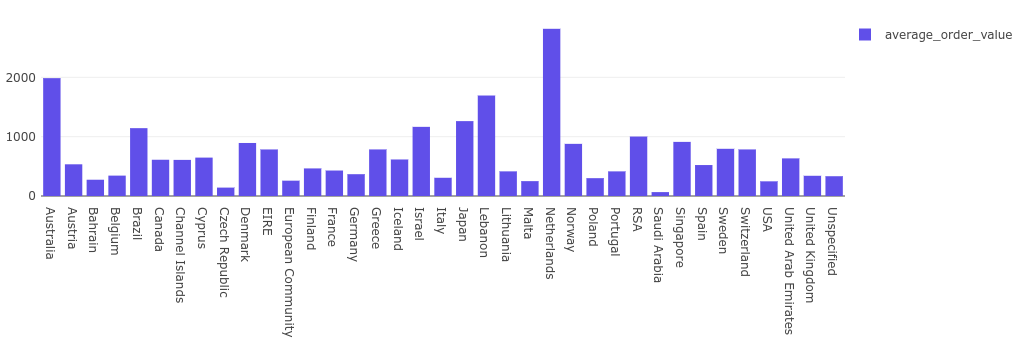 average_order_value
2000
1000
0
Australia
Austria
Bahrain
Belgium
Brazil
Canada
Channel Islands
Cyprus
Czech Republic
Denmark
EIRE
European Community
Finland
France
Germany
Greece
Iceland
Israel
Italy
Japan
Lebanon
Lithuania
Malta
Netherlands
Norway
Poland
Portugal
RSA
Saudi Arabia
Singapore
Spain
Sweden
Switzerland
USA
United Arab Emirates
United Kingdom
Unspecified